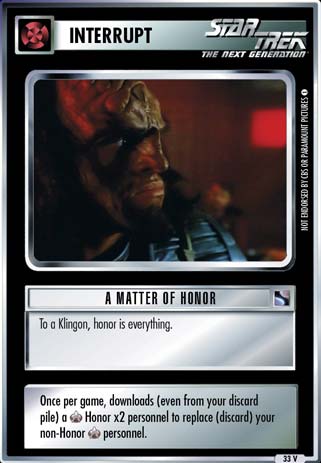 INTERRUPT
STAR TREK
THE NEXT GENERATION
NOT ENDORSED BY CBS OR PARAMOUNT PICTURES
A MATTER OF HONOR
To a Klingon, honor is everything.
Once per game, downloads (even from your discard
pile) a Honor x2 personnel to replace (discard) your
non-Honor personnel.
33 V